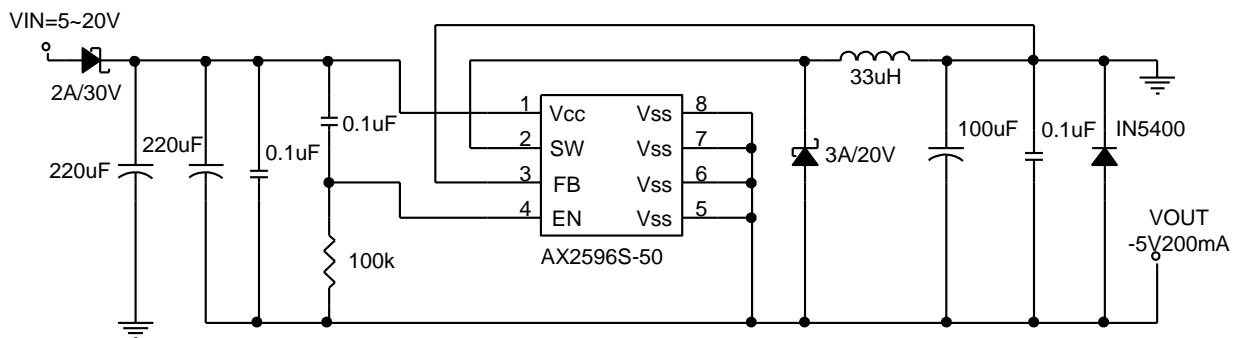 VIN=5~20V
2A/30V
220uF
220uF
0.1uF
0.1uF
100k
1 Vcc Vss 8
2 SW Vss 7
3 FB Vss 6
4 EN Vss 5
AX2596S-50
33uH
3A/20V
100uF
0.1uF
IN5400
VOUT
-5V200mA